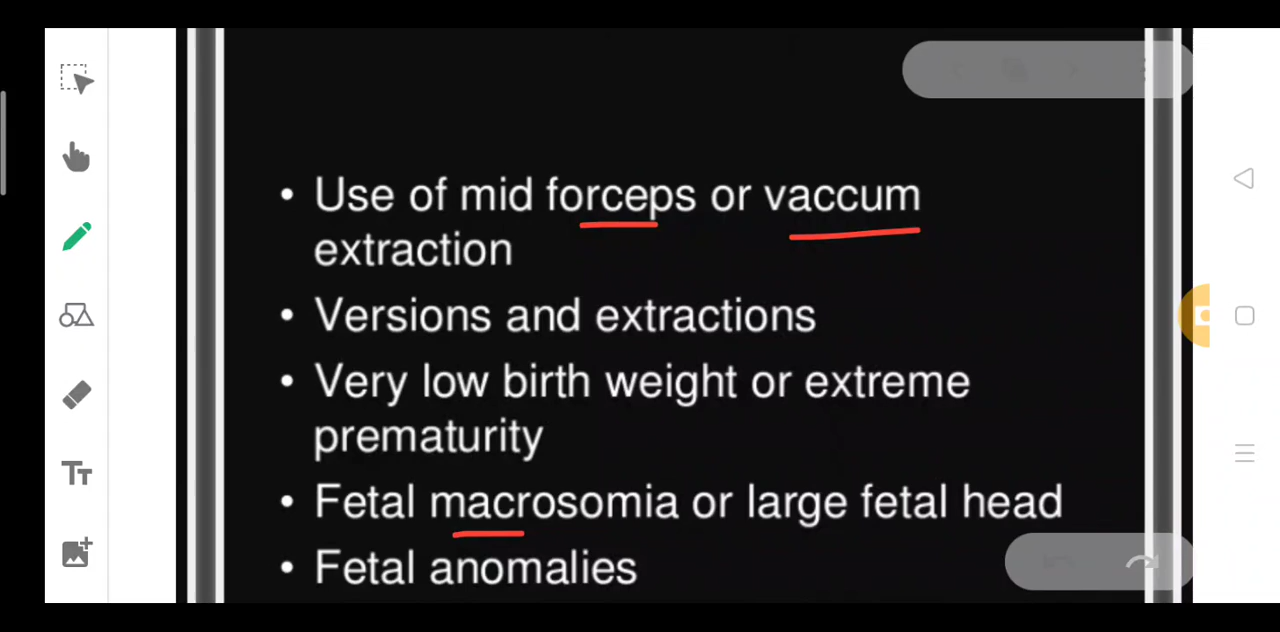 • Use of mid forceps or vaccum
extraction
• Versions and extractions
• Very low birth weight or extreme
prematurity
• Fetal macrosomia or large fetal head
• Fetal anomalies
TT